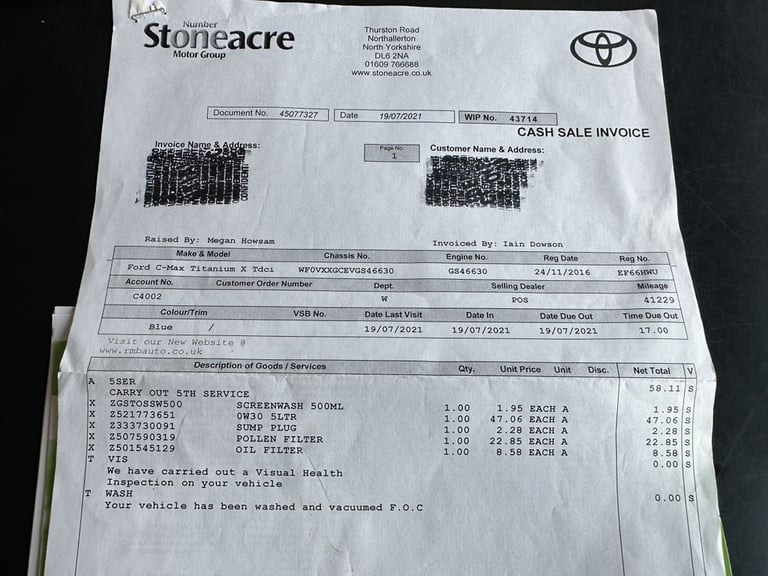 Number
Stoneacre
Motor Group
Thurston Road
Northallerton
North Yorkshire
DL6 2NA
01609 766688
www.stoneacre.co.uk
Document No. 45077327 Date 19/07/2021 WIP No. 43714
CASH SALE INVOICE
Invoice Name & Address: Page No. 1 Customer Name & Address:
Raised By: Megan Howsam Invoiced By: Iain Dowson
Make & Model Chassis No. Engine No. Reg Date Reg No.
Ford C-Max Titanium X Tdci WF0VXXGCEVGS46630 GS46630 24/11/2016 EF66HWU
Account No. Customer Order Number Dept. Selling Dealer Mileage
C4002 W POS 41229
Colour/Trim VSB No. Date Last Visit Date In Date Due Out Time Due Out
Blue / 19/07/2021 19/07/2021 19/07/2021 17.00
Visit our New Website @
www.rmbauto.co.uk
Description of Goods / Services Qty. Unit Price Unit Disc. Net Total V
A 5SER 58.11 S
CARRY OUT 5TH SERVICE
X ZGSTOSSW500 SCREENWASH 500ML 1.00 1.95 EACH A 1.95 S
X Z521773651 0W30 5LTR 1.00 47.06 EACH A 47.06 S
X Z333730091 SUMP PLUG 1.00 2.28 EACH A 2.28 S
X Z507590319 POLLEN FILTER 1.00 22.85 EACH A 22.85 S
X Z501545129 OIL FILTER 1.00 8.58 EACH A 8.58 S
T VIS 0.00 S
We have carried out a Visual Health
Inspection on your vehicle
T WASH 0.00 S
Your vehicle has been washed and vacuumed F.O.C